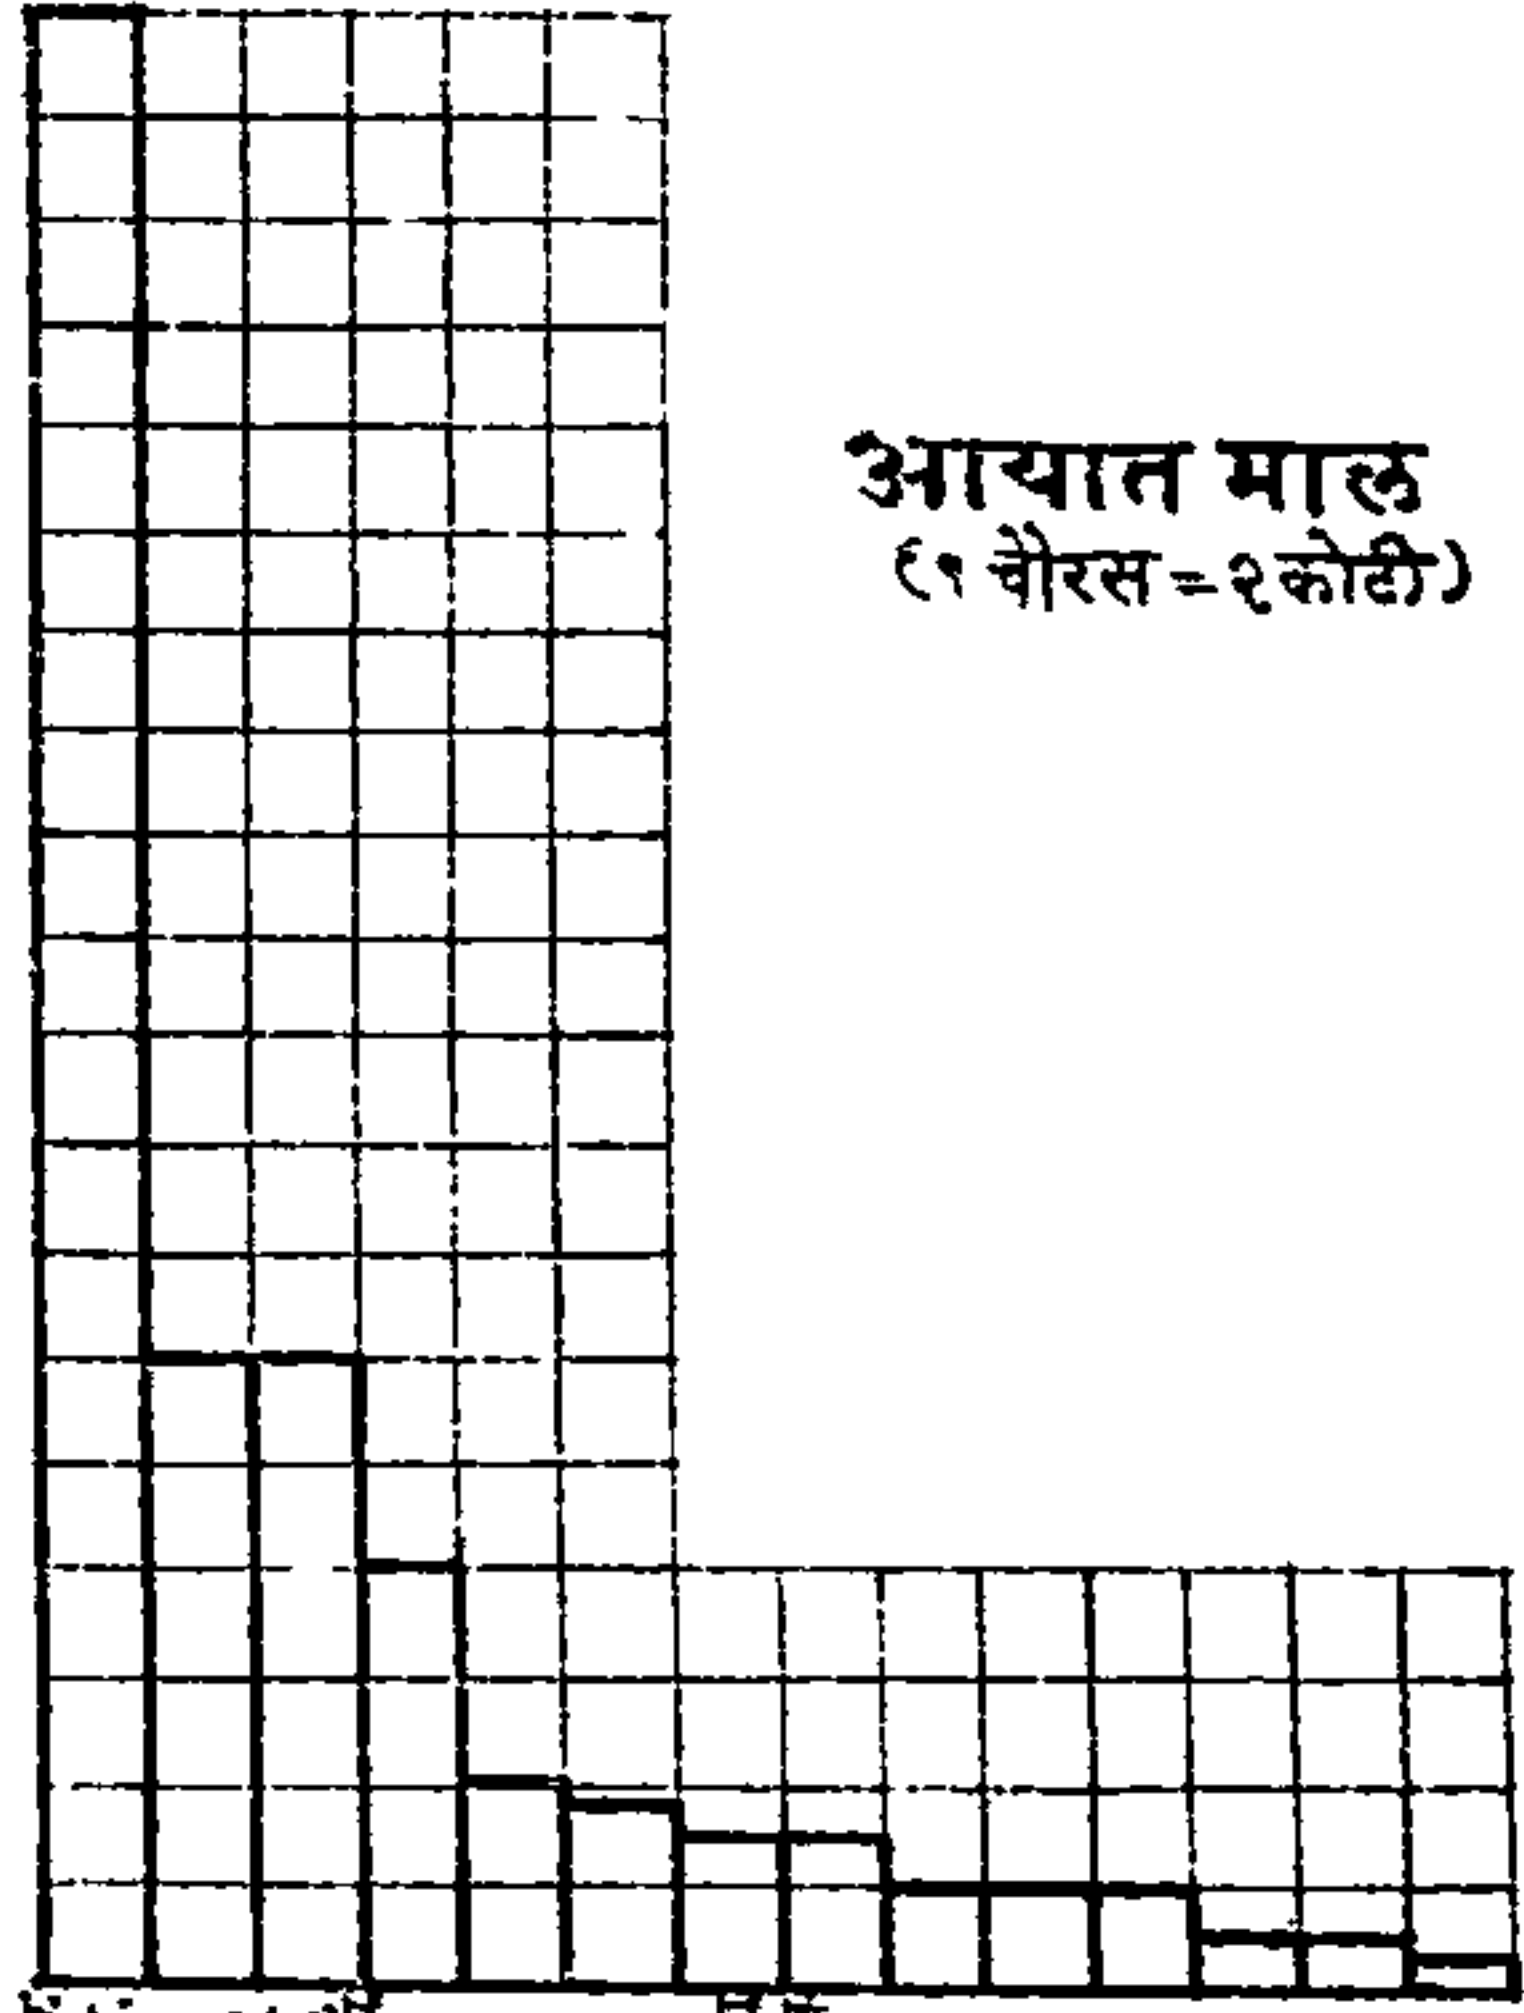 आयात माल
(१ चौरस = २ कोटी)